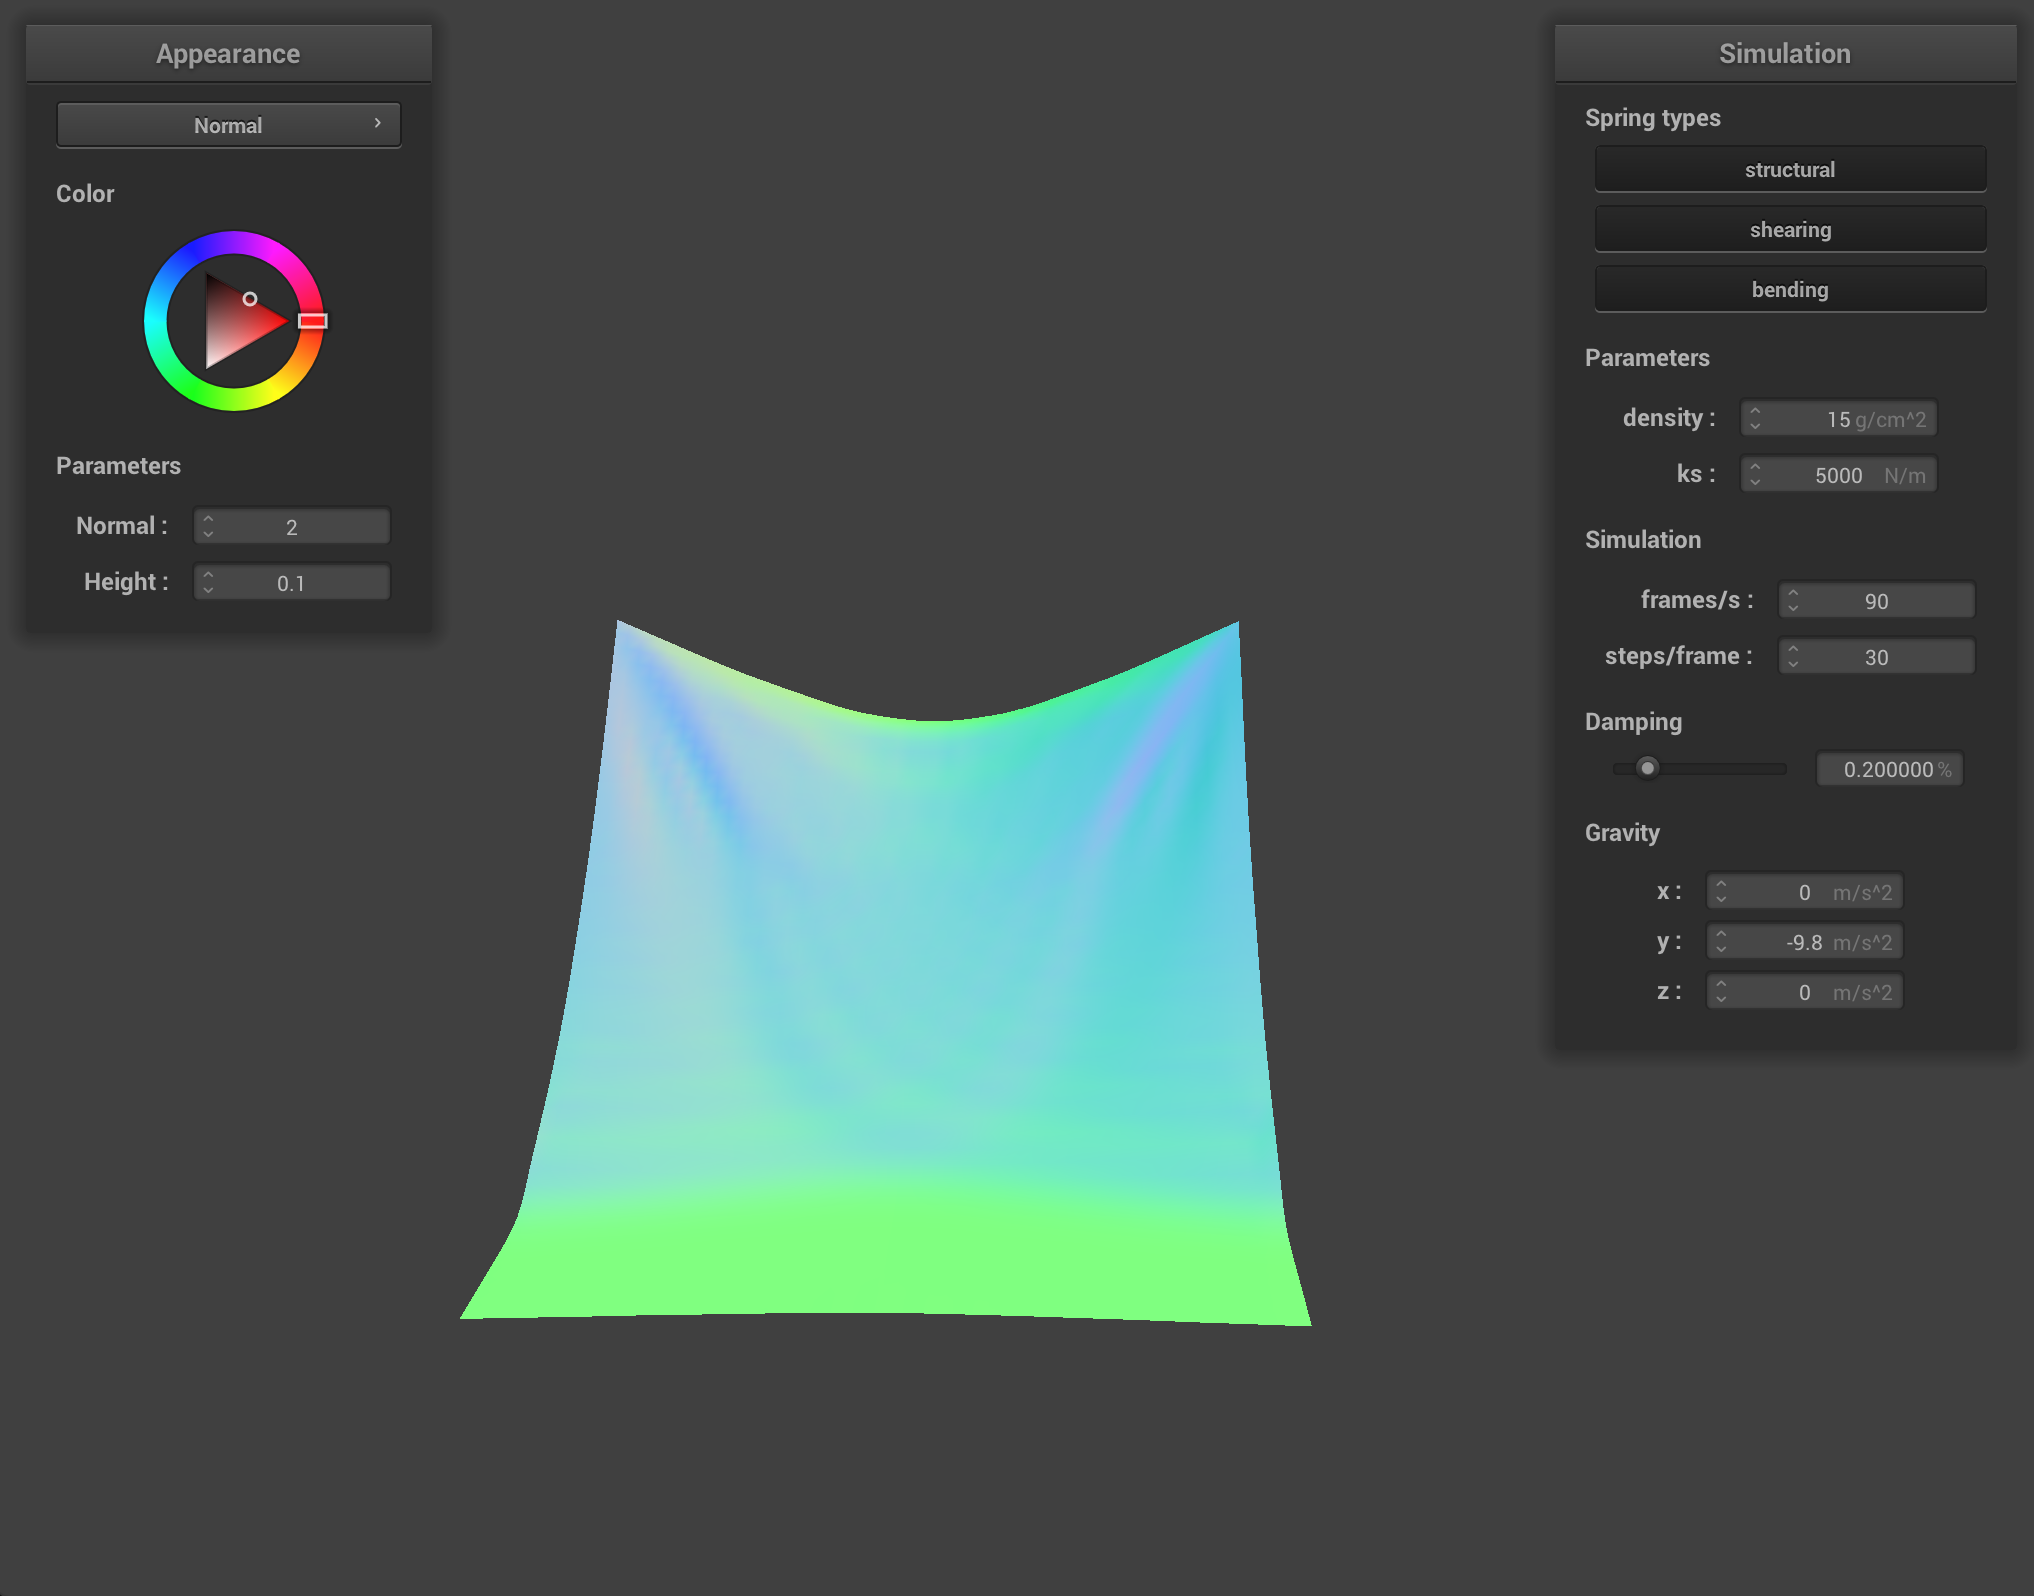 Appearance
Normal
Color
Parameters
Normal : 2
Height : 0.1
Simulation
Spring types
structural
shearing
bending
Parameters
density : 15 g/cm^2
ks : 5000 N/m
Simulation
frames/s : 90
steps/frame : 30
Damping
0.200000 %
Gravity
x : 0 m/s^2
y : -9.8 m/s^2
z : 0 m/s^2